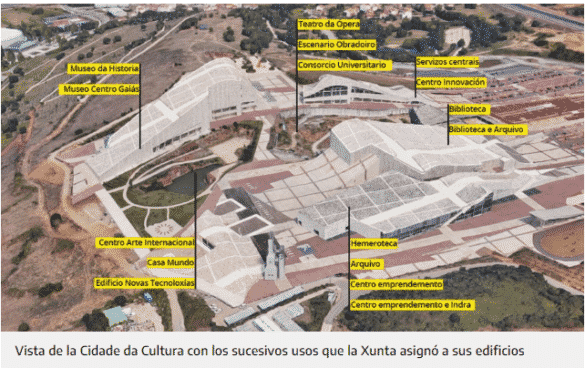 Teatro da Ópera
Escenario Obradoiro
Consorcio Universitario
Servizos centrais
Centro Innovación
Museo da Historia
Museo Centro Gaiás
Biblioteca
Biblioteca e Arquivo
Centro Arte Internacional
Casa Mundo
Edificio Novas Tecnoloxías
Hemeroteca
Arquivo
Centro emprendemento
Centro emprendemento e Indra
Vista de la Cidade da Cultura con los sucesivos usos que la Xunta asignó a sus edificios